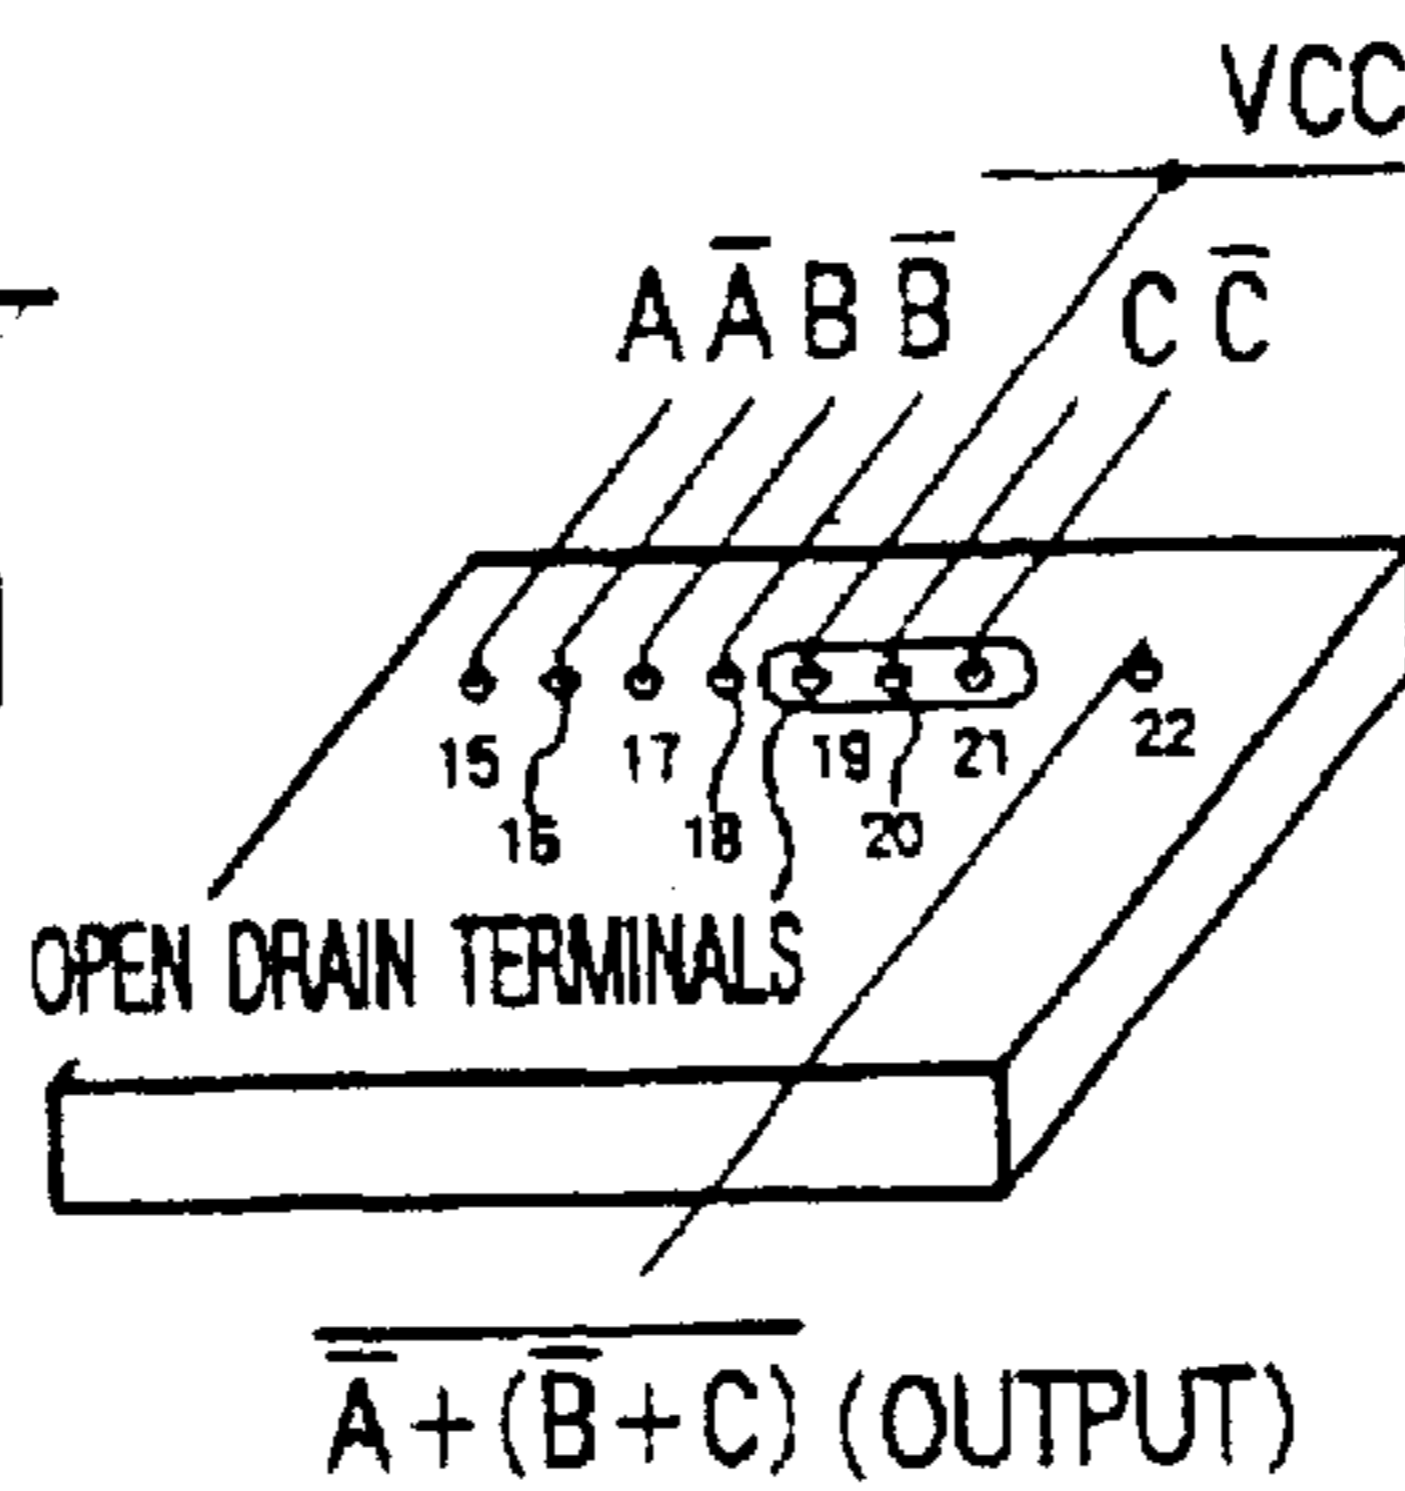 VCC
A A̅ B B̅ C C̅
15 17 19 21 22
16 18 20
OPEN DRAIN TERMINALS
A̅+(B̅+C) (OUTPUT)